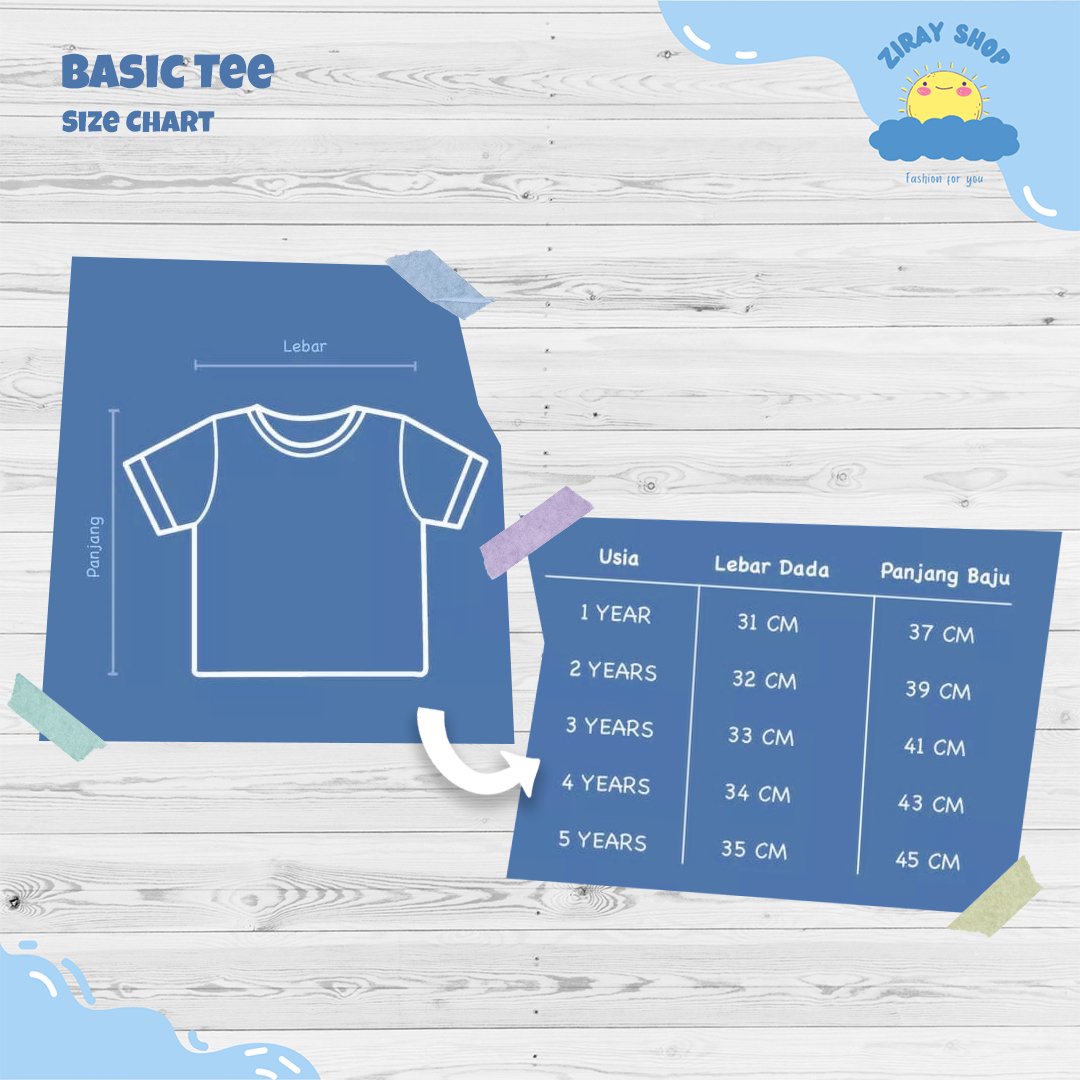 BASIC TEE
SIZE CHART
ZIRAY SHOP
Fashion for you
Lebar
Panjang
Usia Lebar Dada Panjang Baju
1 YEAR 31 CM 37 CM
2 YEARS 32 CM 39 CM
3 YEARS 33 CM 41 CM
4 YEARS 34 CM 43 CM
5 YEARS 35 CM 45 CM